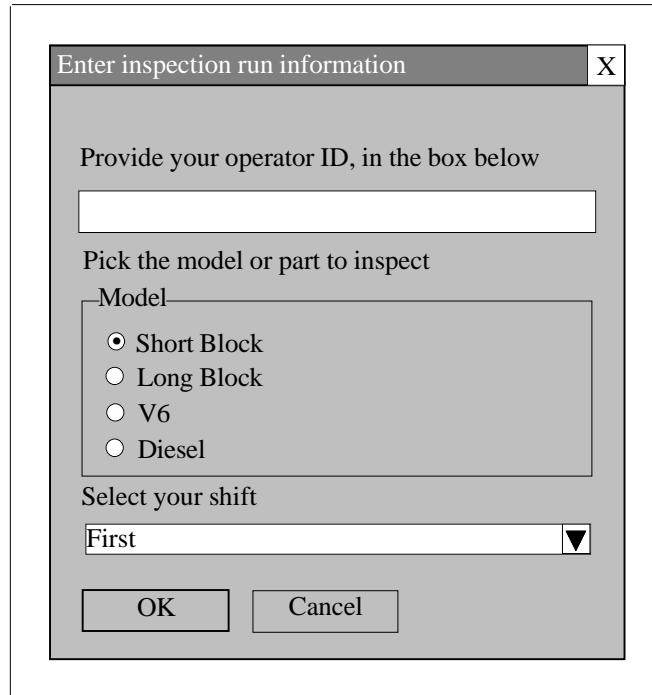 Enter inspection run information X
Provide your operator ID, in the box below
Pick the model or part to inspect
Model
Short Block
Long Block
V6
Diesel
Select your shift
First
OK Cancel